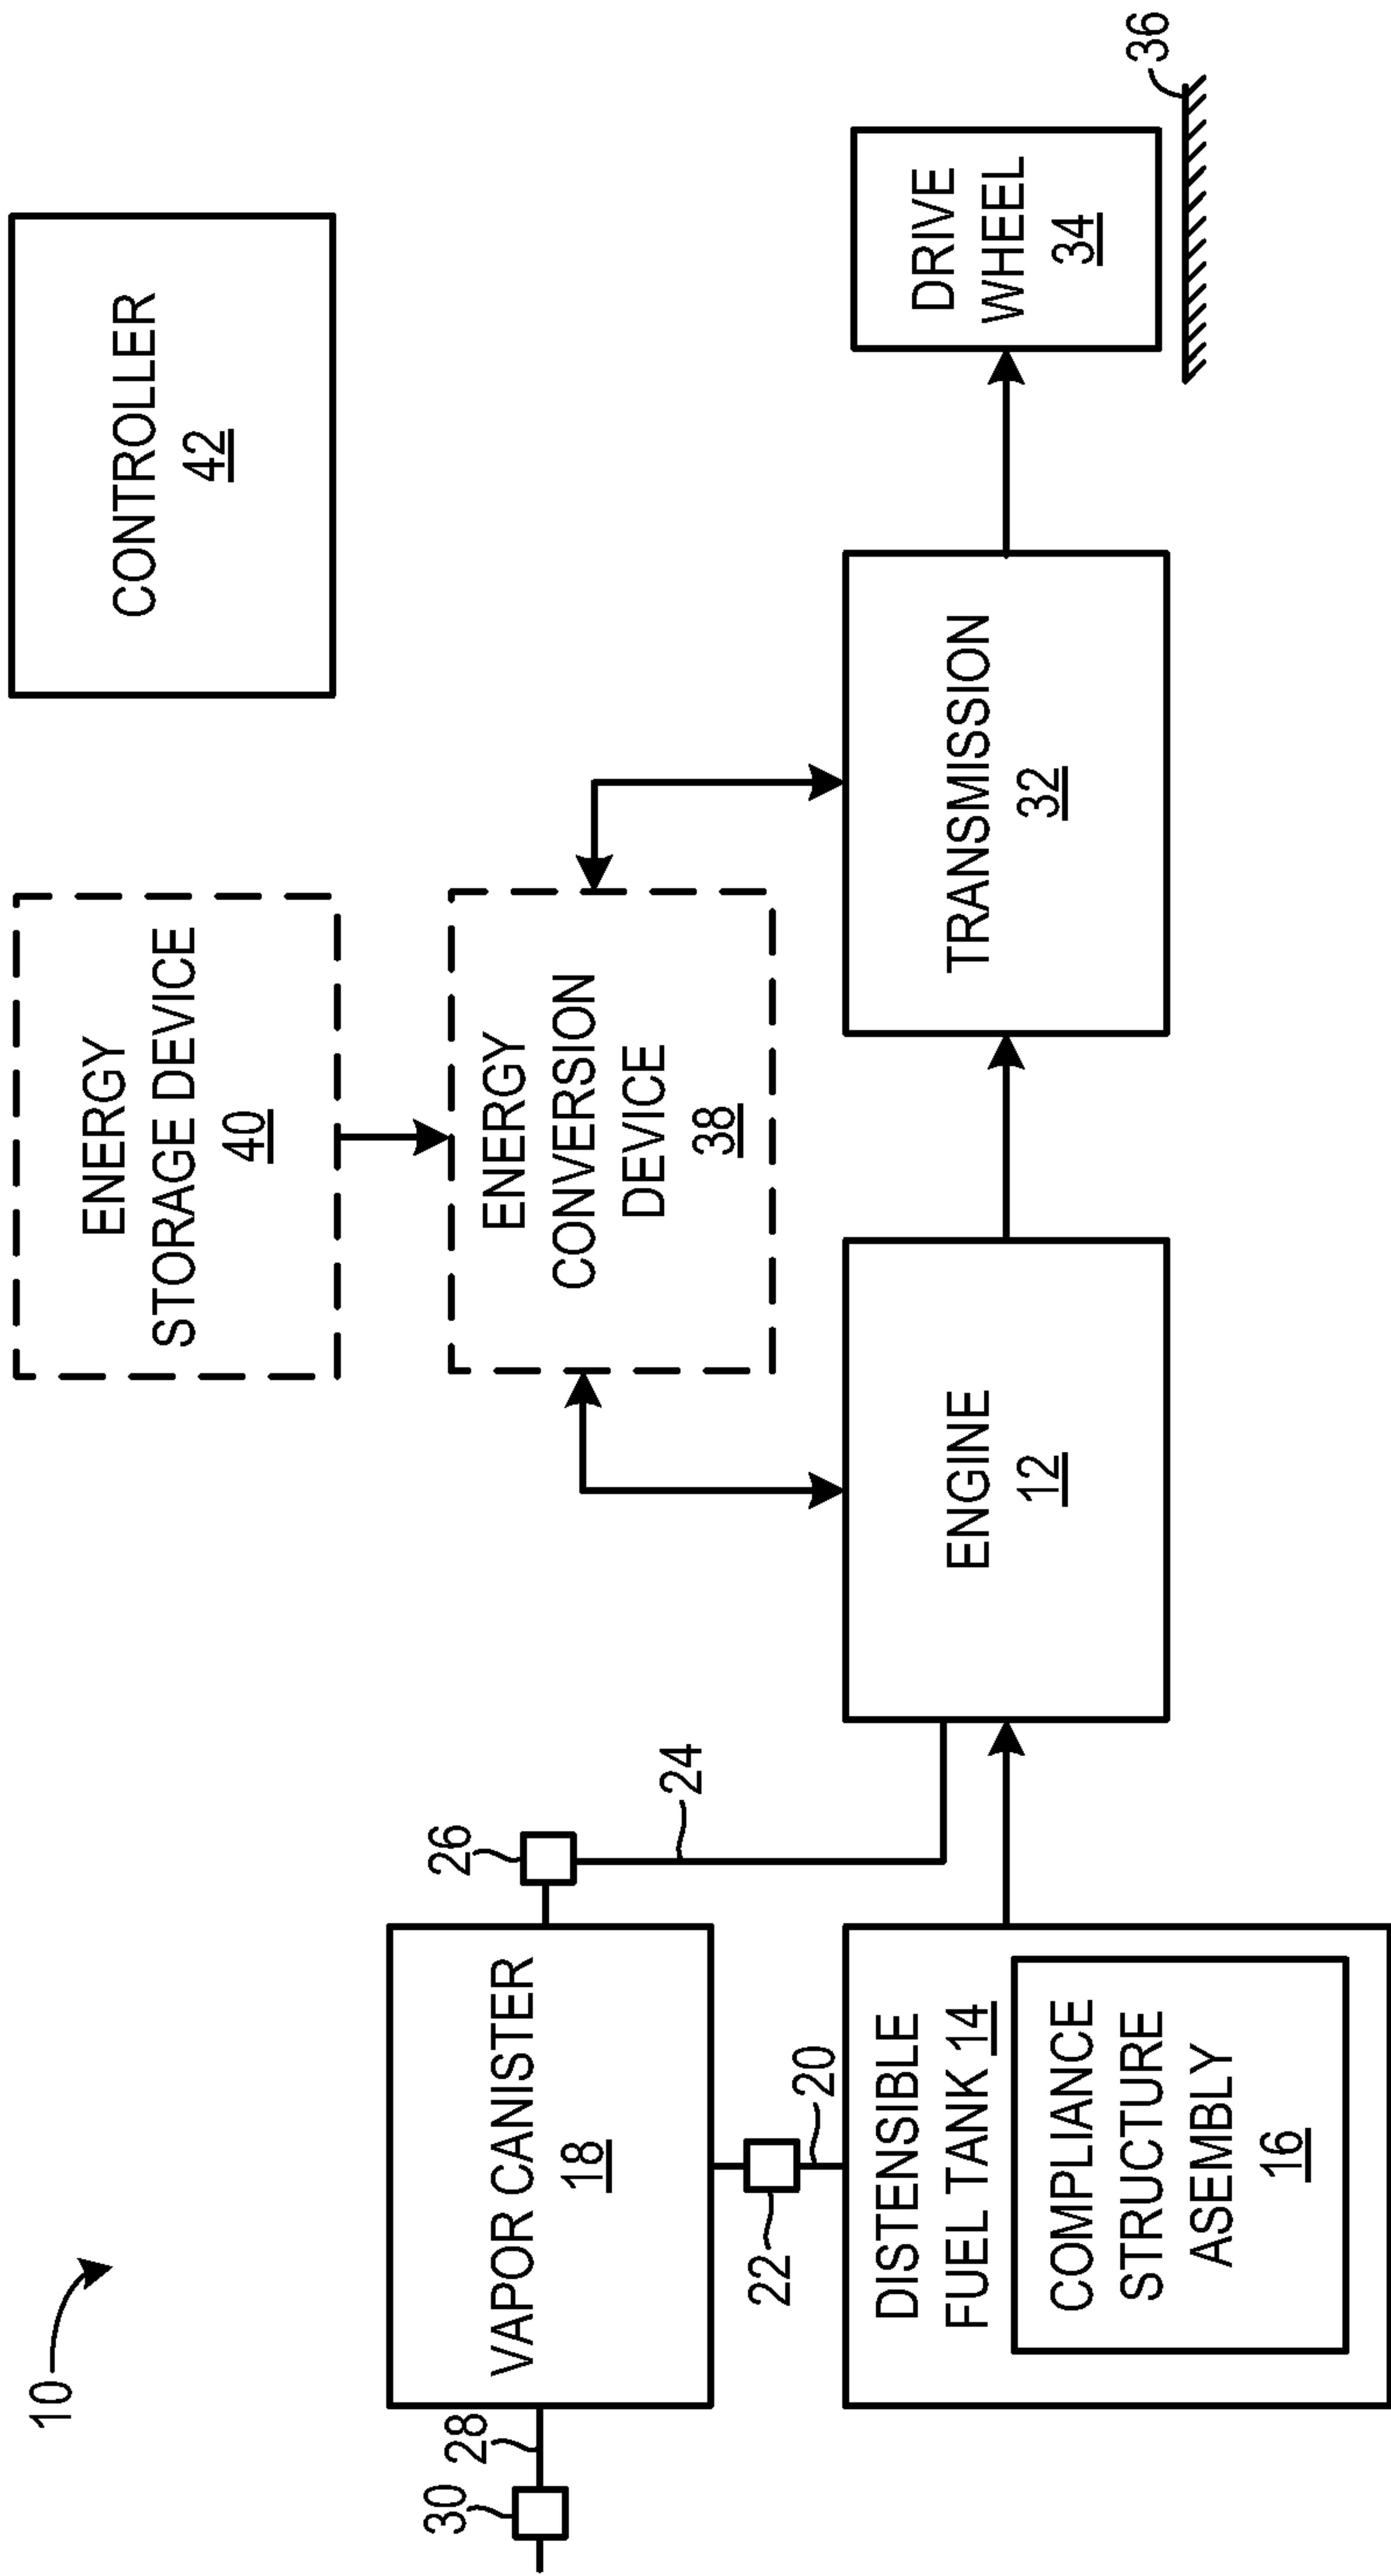 10
ENERGY
STORAGE DEVICE
40
CONTROLLER
42
30
28
VAPOR CANISTER
18
26
24
ENERGY
CONVERSION
DEVICE
38
22
20
DISTENSIBLE
FUEL TANK 14
COMPLIANCE
STRUCTURE
ASEMBLY
16
ENGINE
12
TRANSMISSION
32
DRIVE
WHEEL
34
36